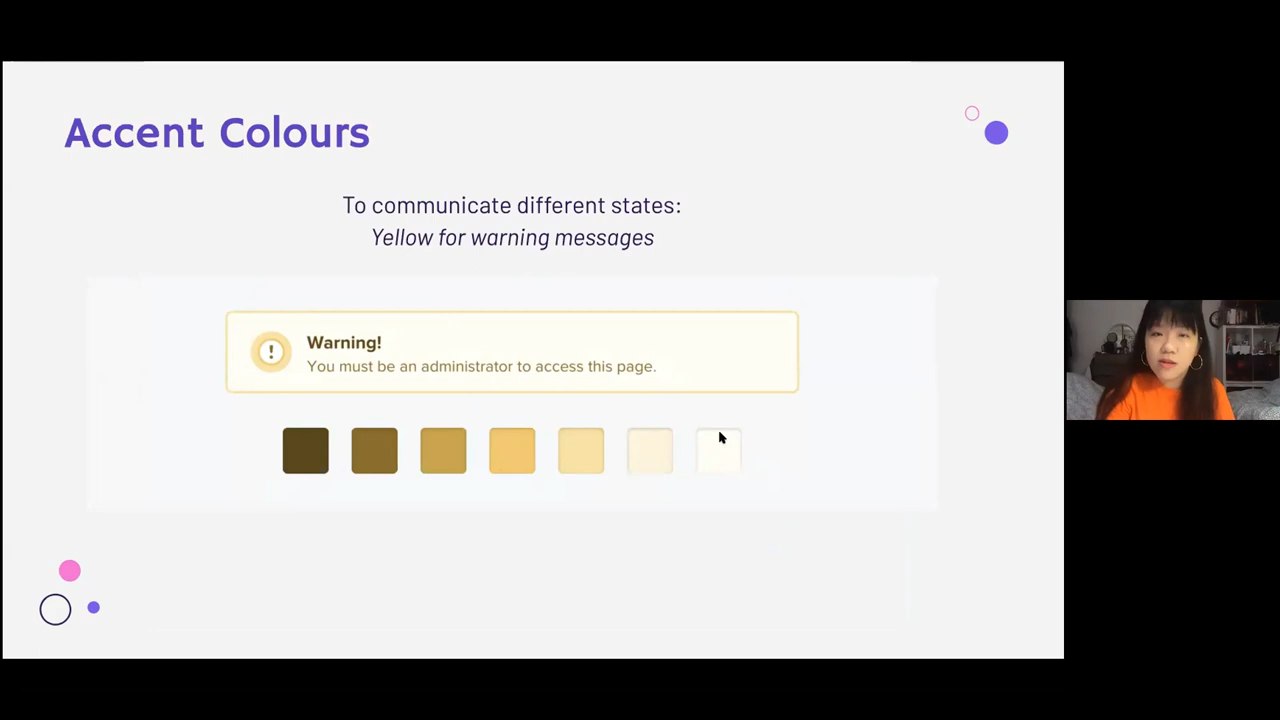 Accent Colours
To communicate different states:
Yellow for warning messages
!
Warning!
You must be an administrator to access this page.